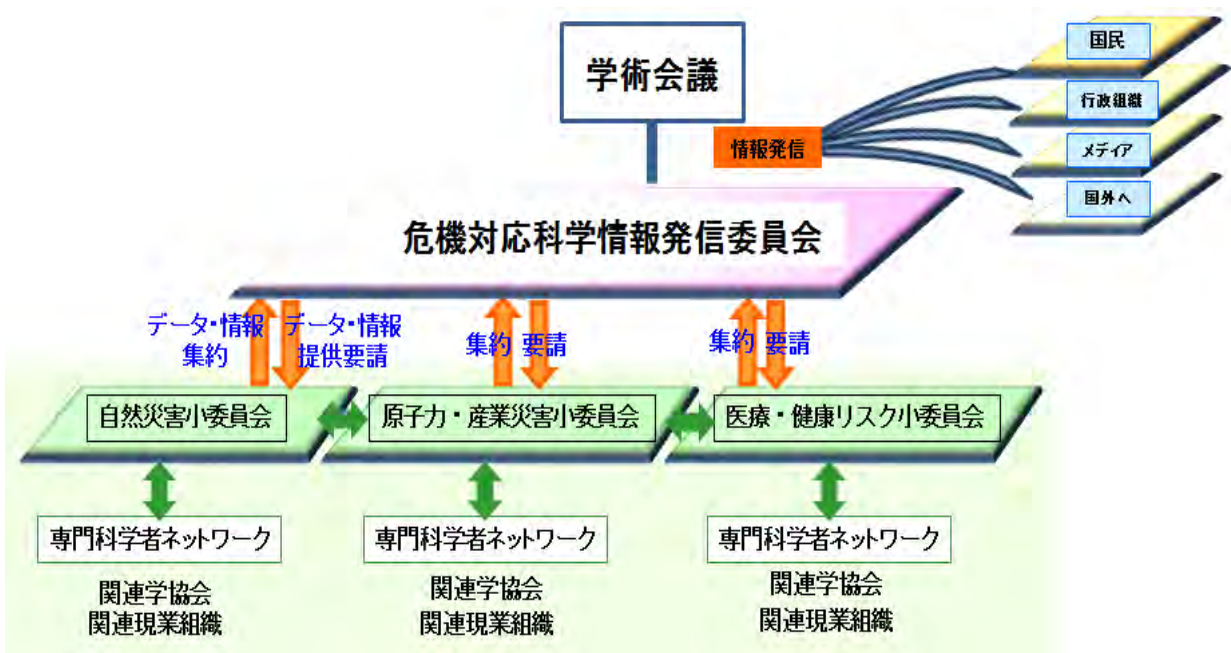 学術会議
情報発信
国民
行政組織
メディア
国外へ
危機対応科学情報発信委員会
データ・情報
集約
データ・情報
提供要請
集約
要請
集約
要請
自然災害小委員会
原子力・産業災害小委員会
医療・健康リスク小委員会
専門科学者ネットワーク
専門科学者ネットワーク
専門科学者ネットワーク
関連学協会
関連現業組織
関連学協会
関連現業組織
関連学協会
関連現業組織